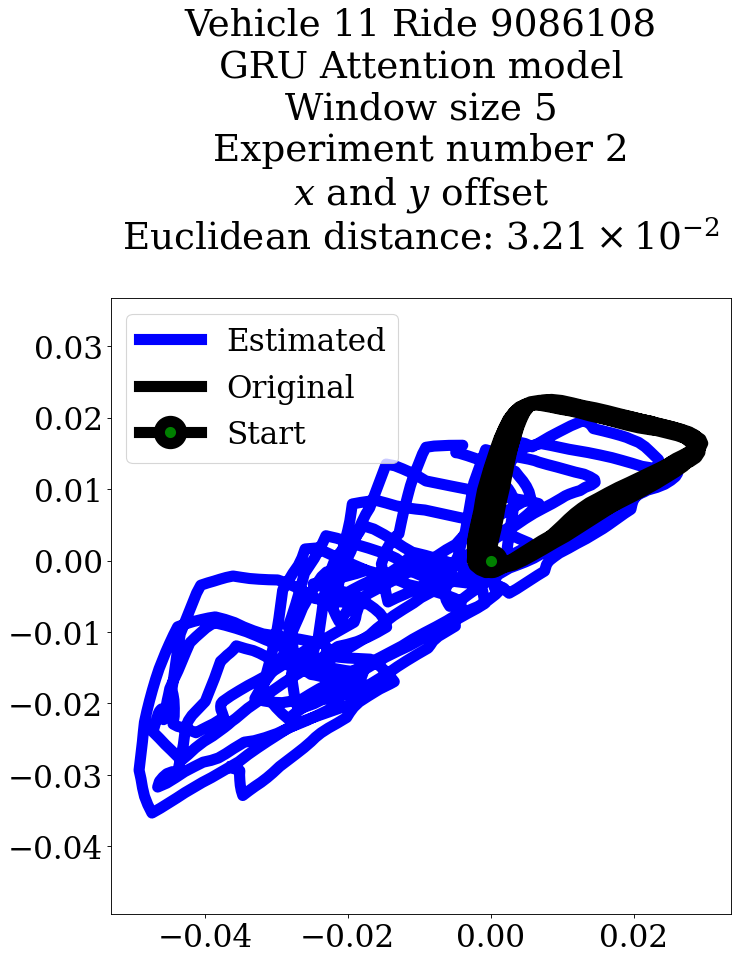 Vehicle 11 Ride 9086108
GRU Attention model
Window size 5
Experiment number 2
x and y offset
Euclidean distance: 3.21 × 10⁻²
Estimated
Original
Start
0.03
0.02
0.01
0.00
−0.01
−0.02
−0.03
−0.04
−0.04 −0.02 0.00 0.02